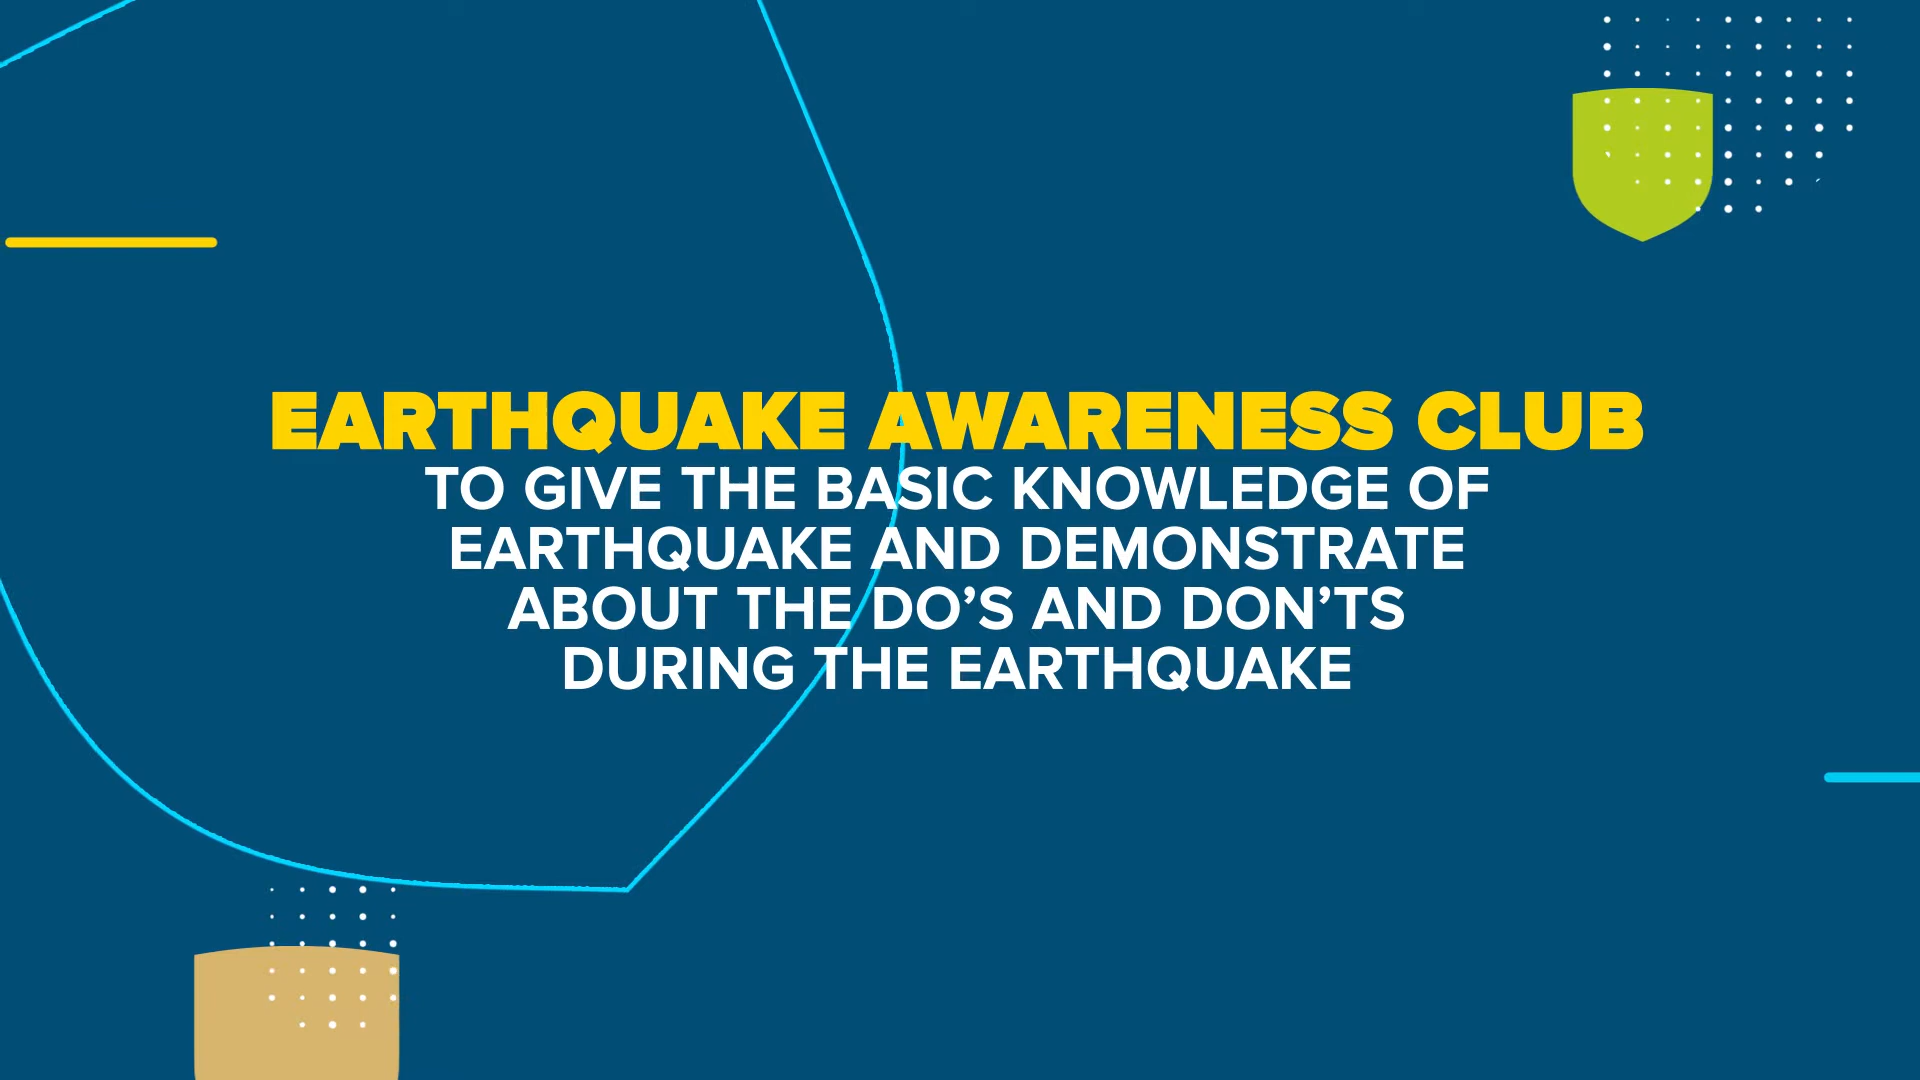 EARTHQUAKE AWARENESS CLUB
TO GIVE THE BASIC KNOWLEDGE OF
EARTHQUAKE AND DEMONSTRATE
ABOUT THE DO’S AND DON’TS
DURING THE EARTHQUAKE